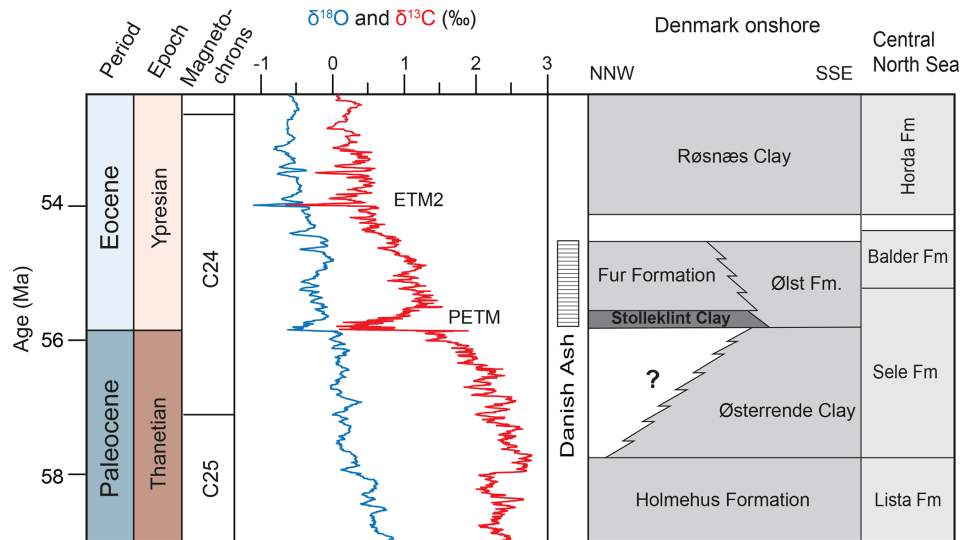 δ18O and δ13C (‰)
Period
Epoch
Magneto-
chrons
-1 0 1 2 3
Denmark onshore
NNW SSE
Central
North Sea
Age (Ma)
54
56
58
Eocene
Paleocene
Ypresian
Thanetian
C24
C25
ETM2
PETM
Danish Ash
Røsnæs Clay
Fur Formation
Ølst Fm.
Stolleklint Clay
?
Østerrende Clay
Holmehus Formation
Horda Fm
Balder Fm
Sele Fm
Lista Fm